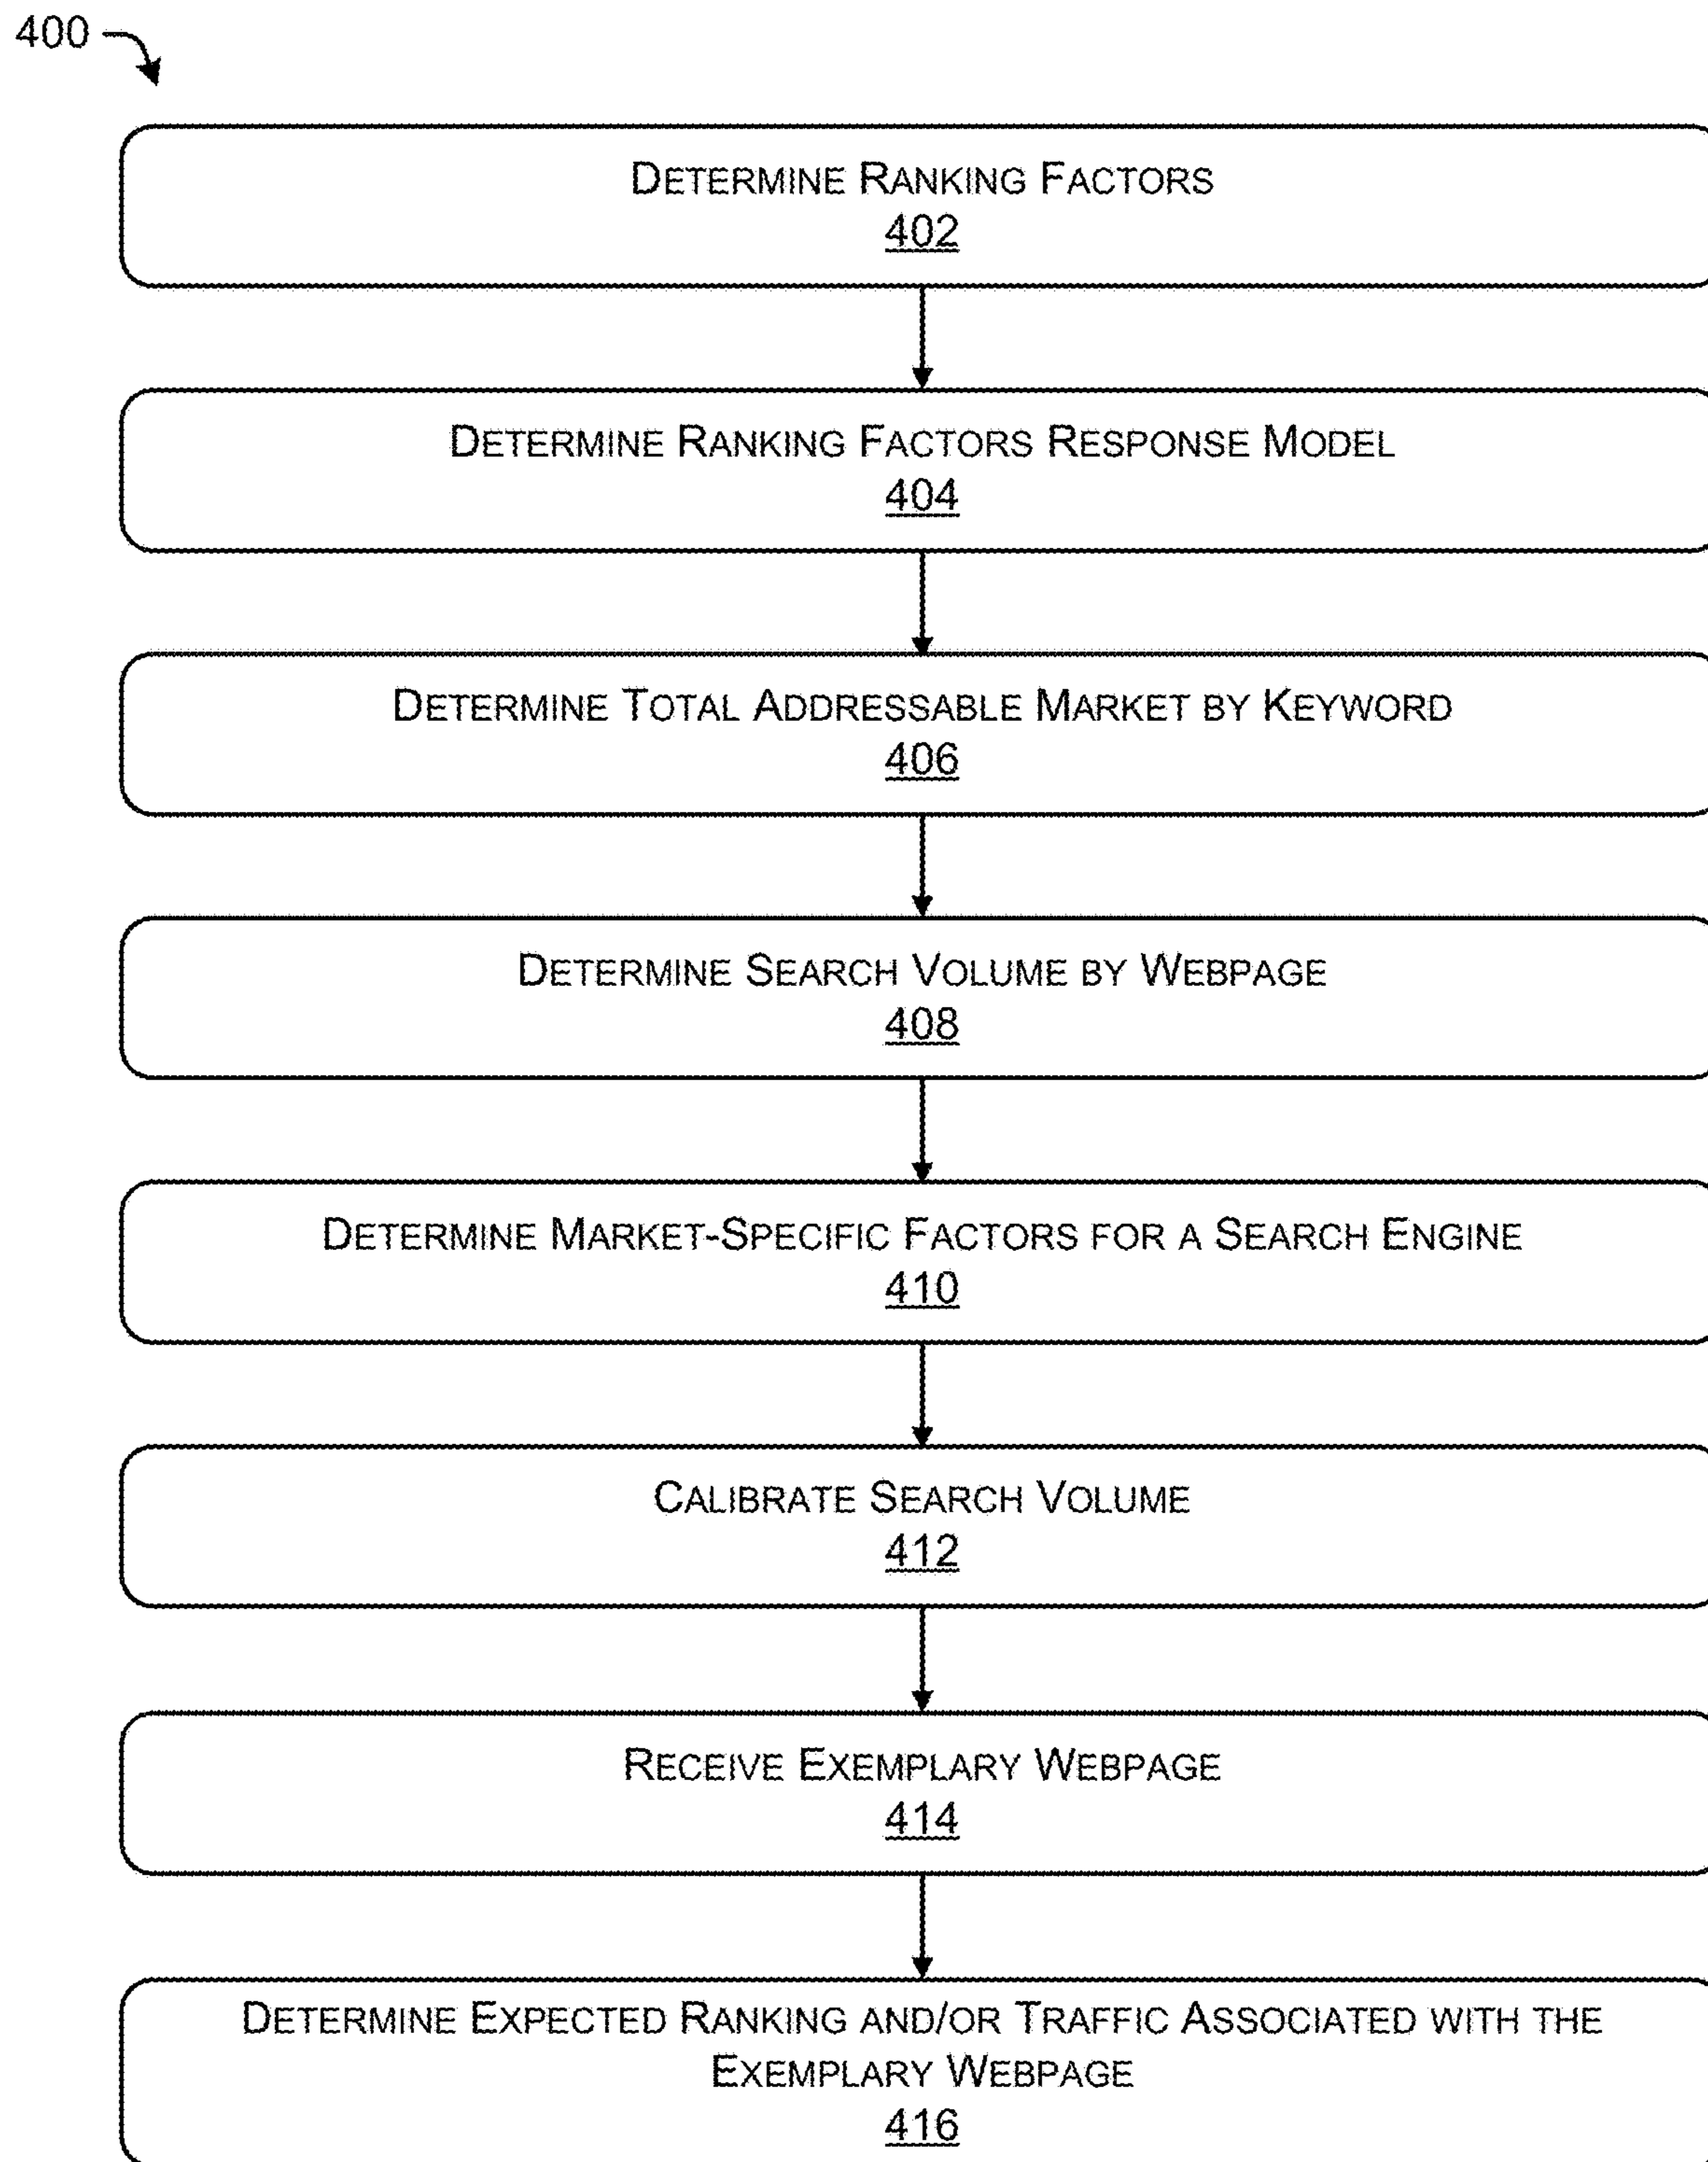 400
DETERMINE RANKING FACTORS
402
DETERMINE RANKING FACTORS RESPONSE MODEL
404
DETERMINE TOTAL ADDRESSABLE MARKET BY KEYWORD
406
DETERMINE SEARCH VOLUME BY WEBPAGE
408
DETERMINE MARKET-SPECIFIC FACTORS FOR A SEARCH ENGINE
410
CALIBRATE SEARCH VOLUME
412
RECEIVE EXEMPLARY WEBPAGE
414
DETERMINE EXPECTED RANKING AND/OR TRAFFIC ASSOCIATED WITH THE
EXEMPLARY WEBPAGE
416